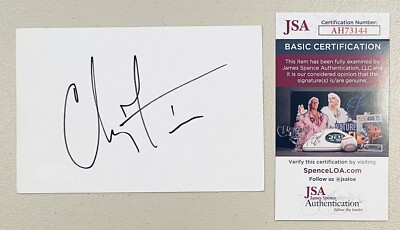 JSA
Certification Number:
AH73144
BASIC CERTIFICATION
This item has been fully examined by
James Spence Authentication, LLC and
it is our considered opinion that the
signature(s) is/are genuine.
Verify this certification by visiting
SpenceLOA.com
Follow us @jsaloa
JSA
James Spence
Authentication